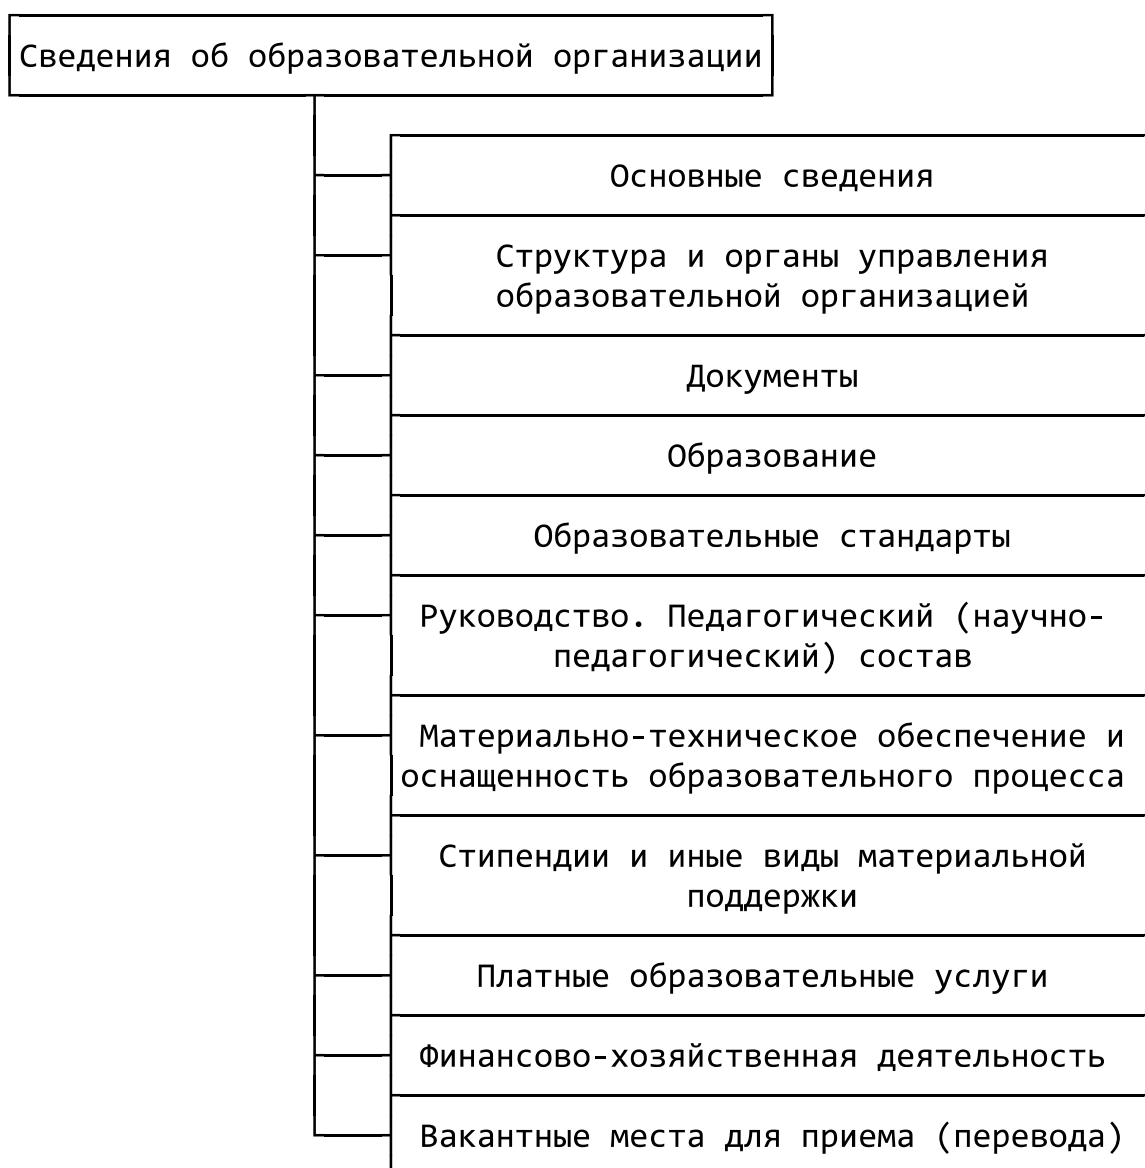 Сведения об образовательной организации
Основные сведения
Структура и органы управления
образовательной организацией
Документы
Образование
Образовательные стандарты
Руководство. Педагогический (научно-
педагогический) состав
Материально-техническое обеспечение и
оснащенность образовательного процесса
Стипендии и иные виды материальной
поддержки
Платные образовательные услуги
Финансово-хозяйственная деятельность
Вакантные места для приема (перевода)